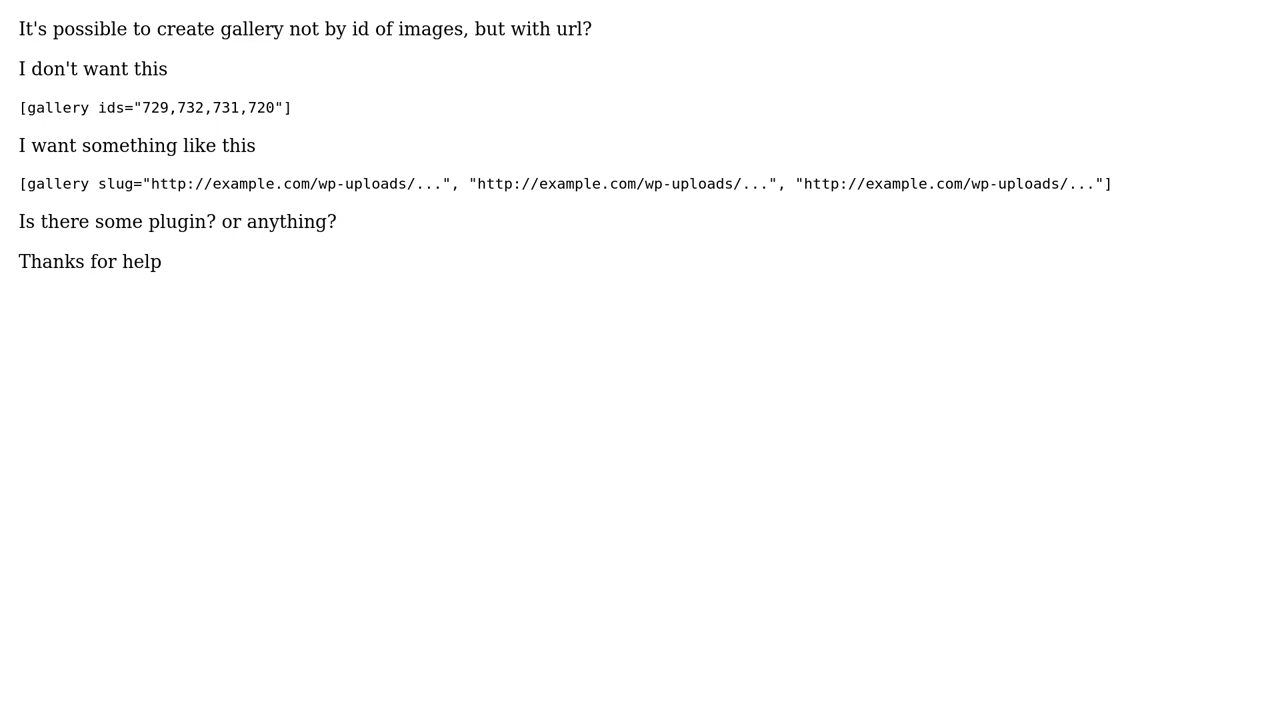 It's possible to create gallery not by id of images, but with url?
I don't want this
[gallery ids="729,732,731,720"]
I want something like this
[gallery slug="http://example.com/wp-uploads/...", "http://example.com/wp-uploads/...", "http://example.com/wp-uploads/..."]
Is there some plugin? or anything?
Thanks for help